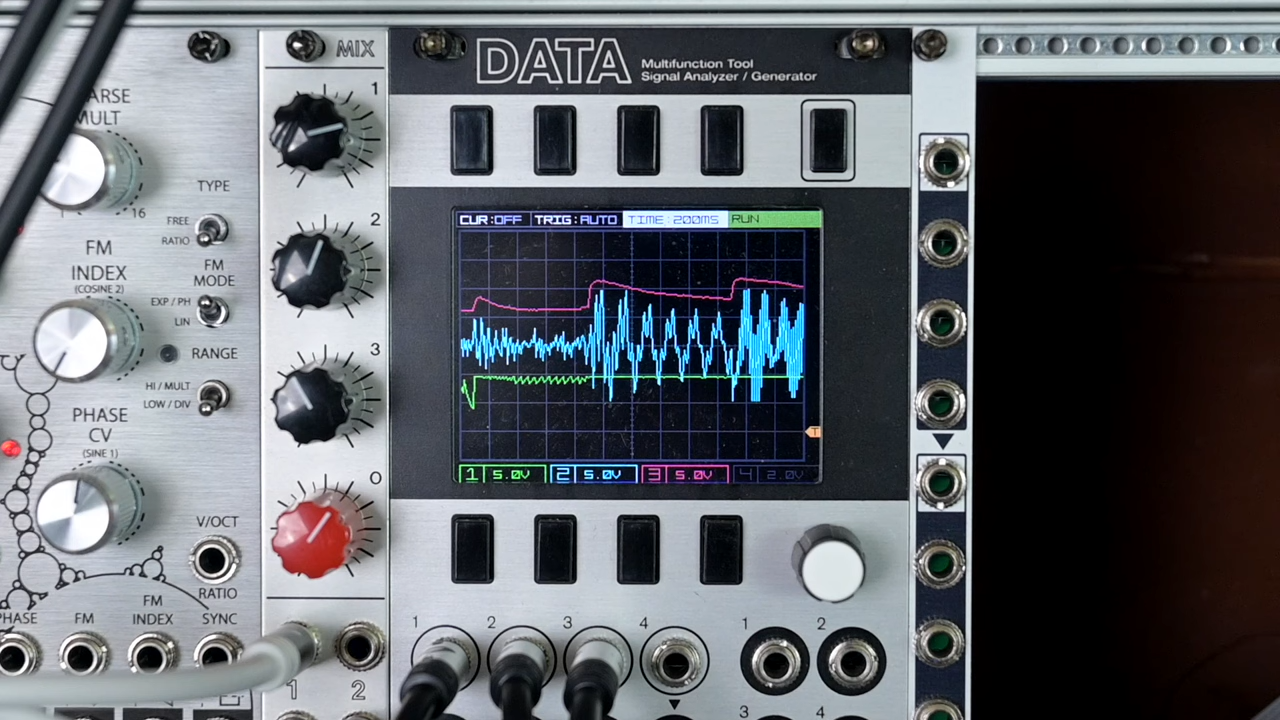 MIX
DATA
Multifunction Tool
Signal Analyzer / Generator
ARSE
MULT
1
16
TYPE
FREE
RATIO
FM
INDEX
(COSINE 2)
FM
MODE
EXP / PH
LIN
RANGE
HI / MULT
LOW / DIV
PHASE
CV
(SINE 1)
V/OCT
RATIO
PHASE
FM
FM
INDEX
SYNC
1
2
3
0
1
2
CUR:OFF TRIG:AUTO TIME:200MS RUN
T
1 5.0V 2 5.0V 3 5.0V 4 2.0V
1 2 3 4 1 2
3 4